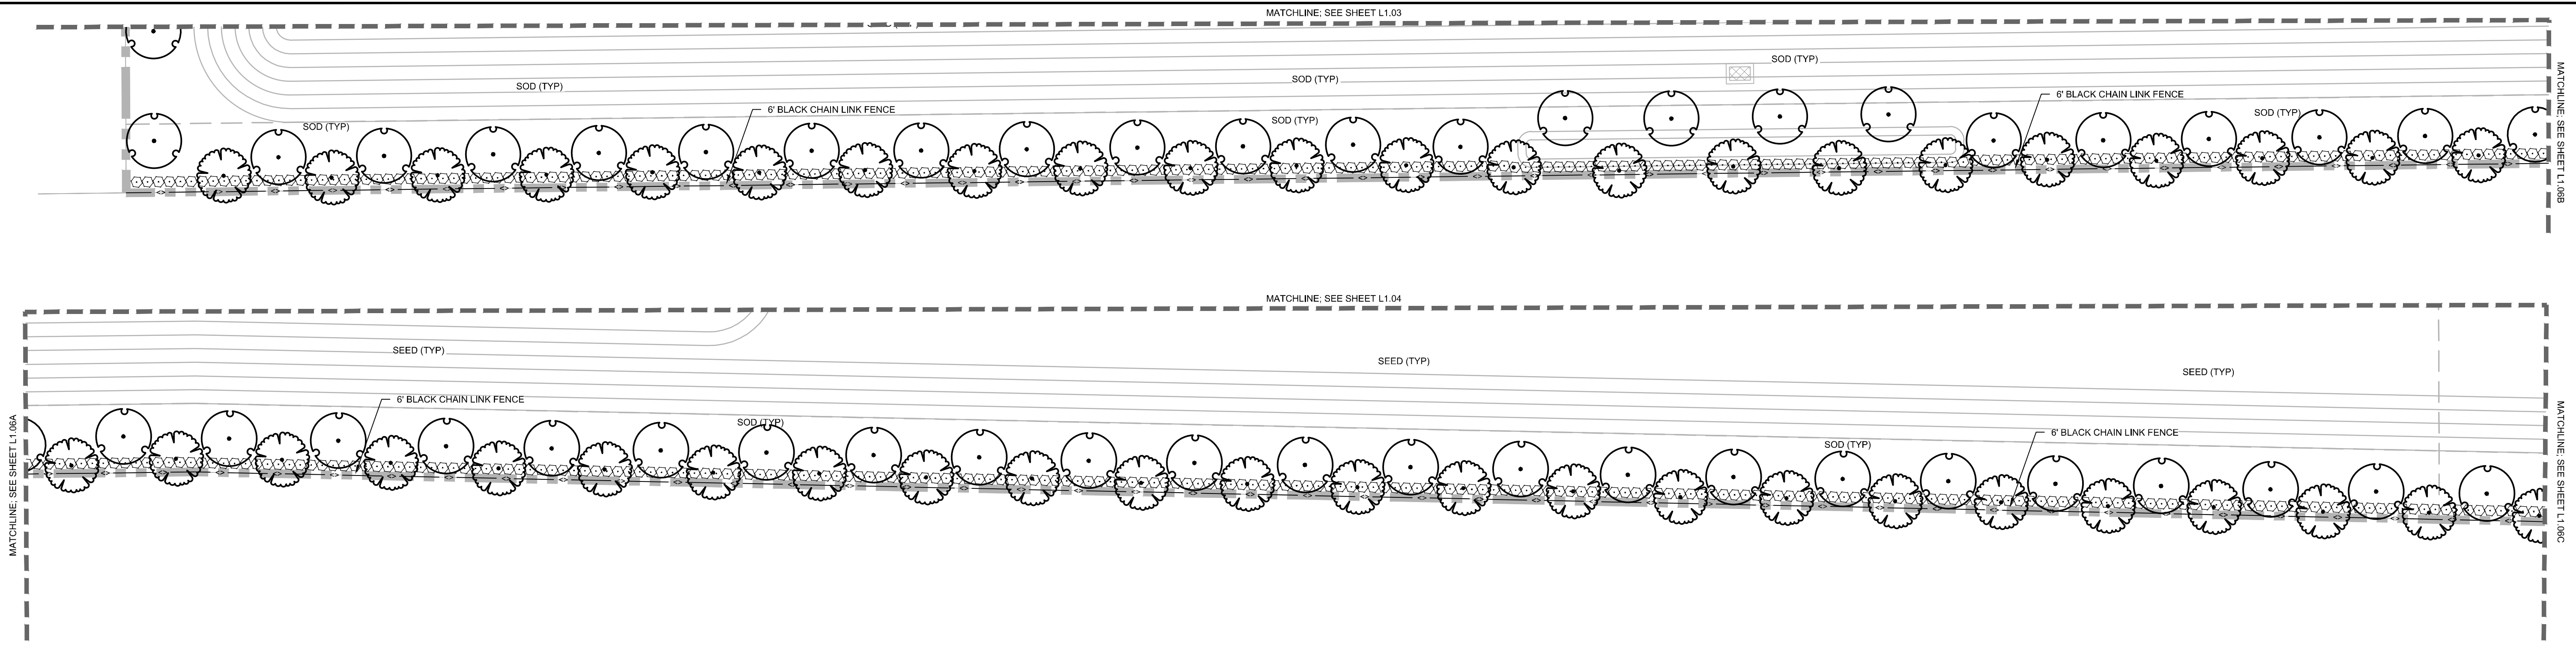 MATCHLINE; SEE SHEET L1.03
SOD (TYP)
SOD (TYP)
SOD (TYP)
6' BLACK CHAIN LINK FENCE
6' BLACK CHAIN LINK FENCE
SOD (TYP)
SOD (TYP)
SOD (TYP)
MATCHLINE; SEE SHEET L1.06B
MATCHLINE; SEE SHEET L1.04
SEED (TYP)
SEED (TYP)
SEED (TYP)
6' BLACK CHAIN LINK FENCE
SOD (TYP)
6' BLACK CHAIN LINK FENCE
SOD (TYP)
MATCHLINE; SEE SHEET L1.06A
MATCHLINE; SEE SHEET L1.06C